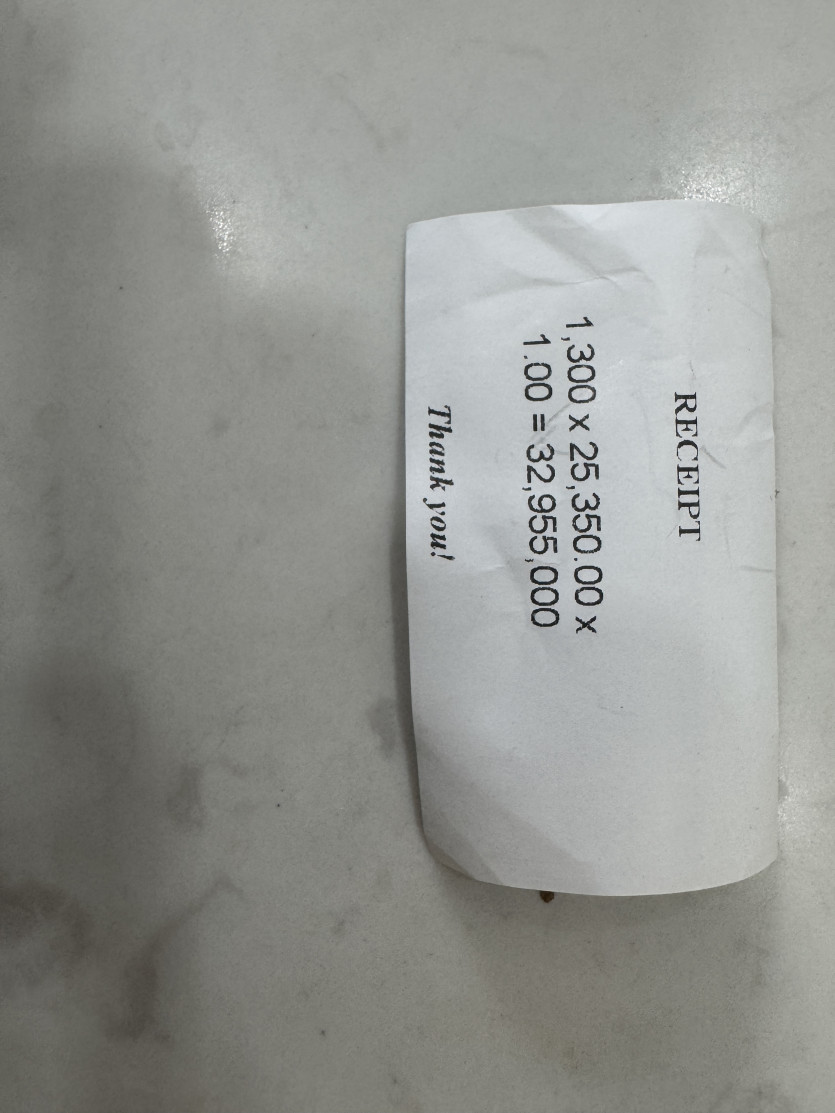 RECEIPT
1,300 x 25,350.00 x
1.00 = 32,955,000
Thank you!